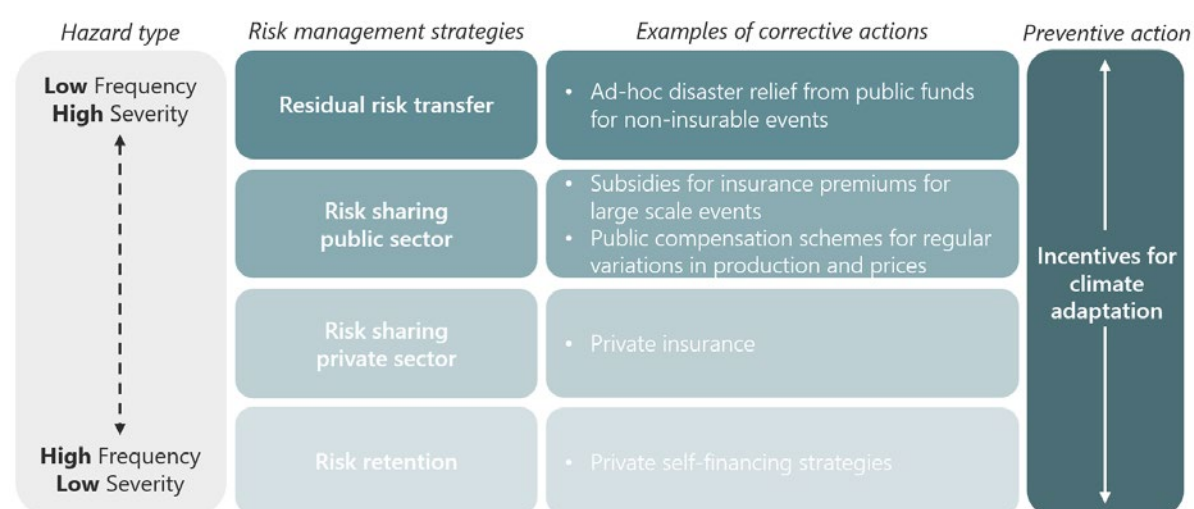 Hazard type
Risk management strategies
Examples of corrective actions
Preventive action
Low Frequency
High Severity
Residual risk transfer
• Ad-hoc disaster relief from public funds
for non-insurable events
Risk sharing
public sector
• Subsidies for insurance premiums for
large scale events
• Public compensation schemes for regular
variations in production and prices
Risk sharing
private sector
• Private insurance
High Frequency
Low Severity
Risk retention
• Private self-financing strategies
Incentives for
climate
adaptation